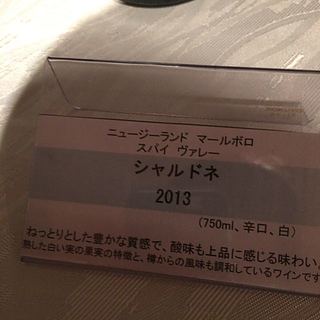 ニュージーランド マールボロ
スパイ ヴァレー
シャルドネ
2013
(750ml、辛口、白)
ねっとりとした豊かな質感で、酸味も上品に感じる味わい。
熟した白い実の果実の特徴と、樽からの風味も調和しているワインです